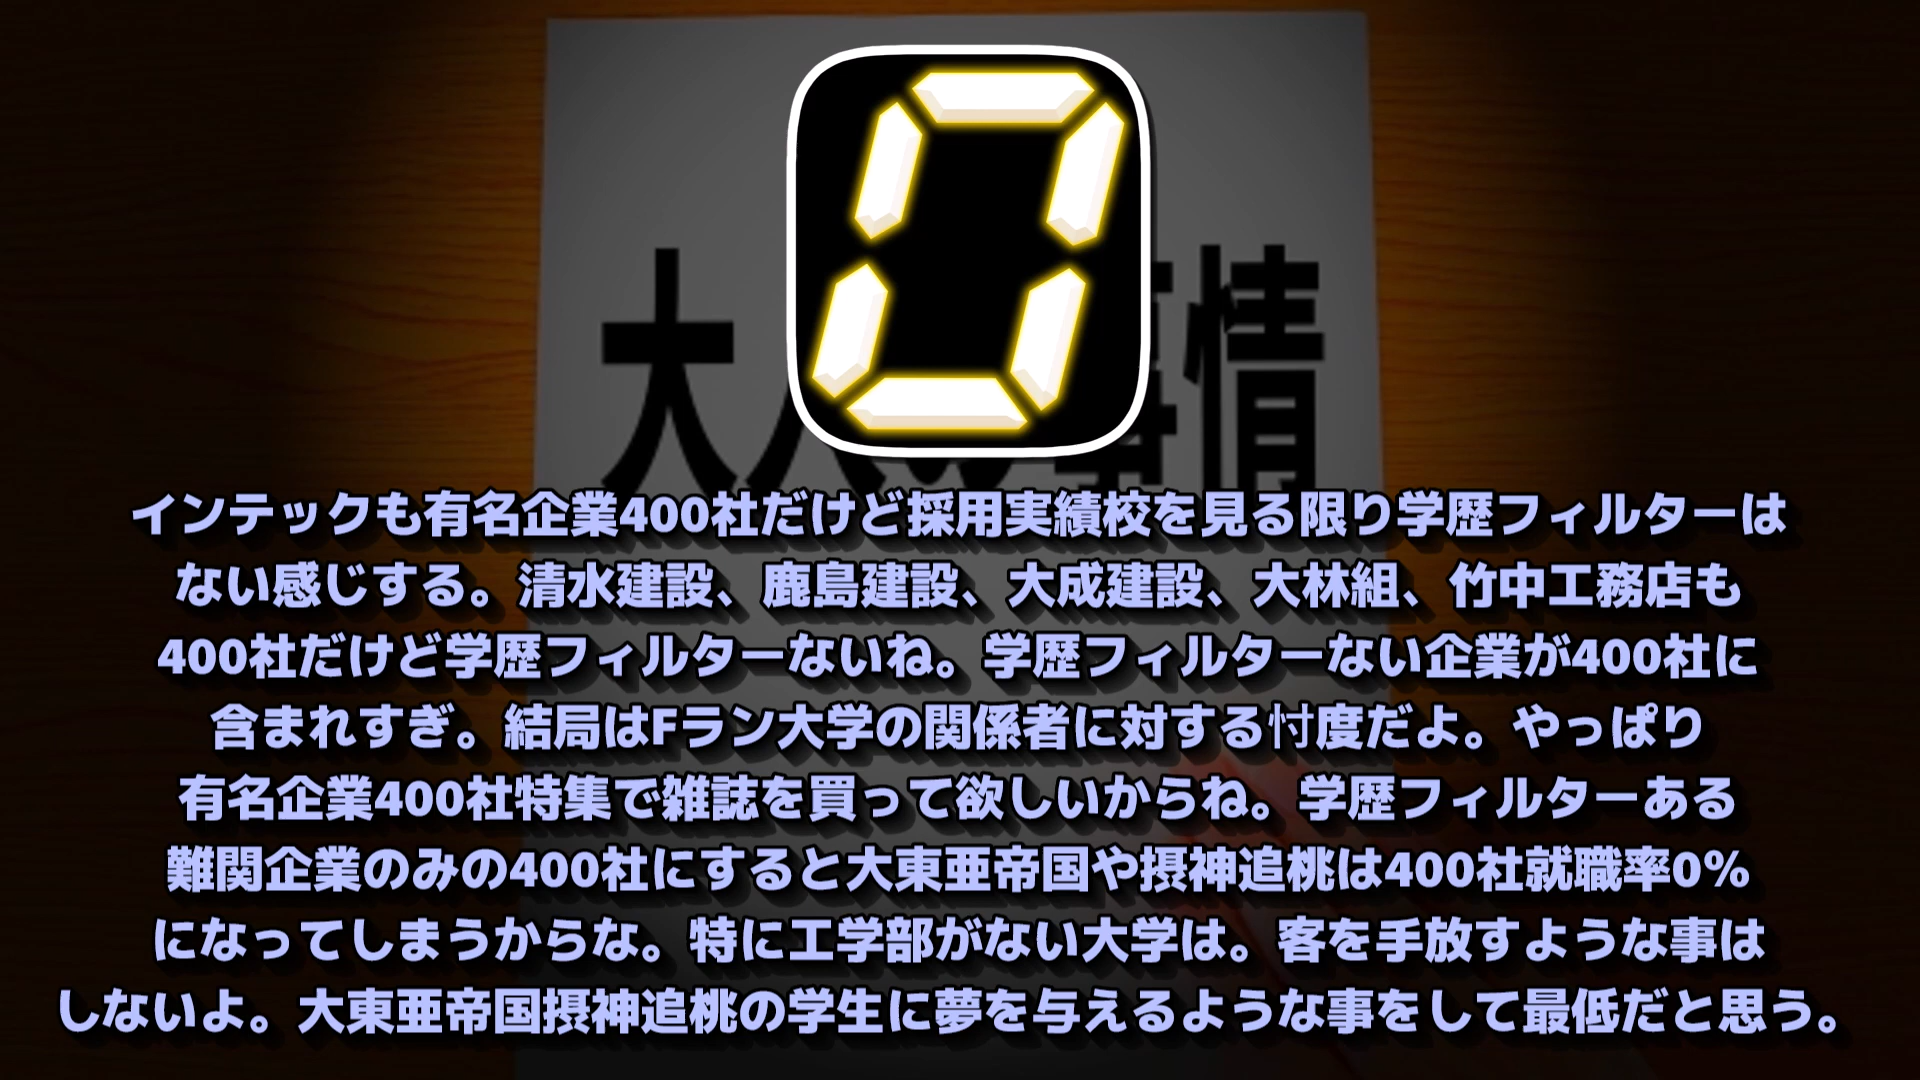 0
大人の事情
インテックも有名企業400社だけど採用実績校を見る限り学歴フィルターは
ない感じする。清水建設、鹿島建設、大成建設、大林組、竹中工務店も
400社だけど学歴フィルターないね。学歴フィルターない企業が400社に
含まれすぎ。結局はFラン大学の関係者に対する忖度だよ。やっぱり
有名企業400社特集で雑誌を買って欲しいからね。学歴フィルターある
難関企業のみの400社にすると大東亜帝国や摂神追桃は400社就職率0%
になってしまうからな。特に工学部がない大学は。客を手放すような事は
しないよ。大東亜帝国摂神追桃の学生に夢を与えるような事をして最低だと思う。